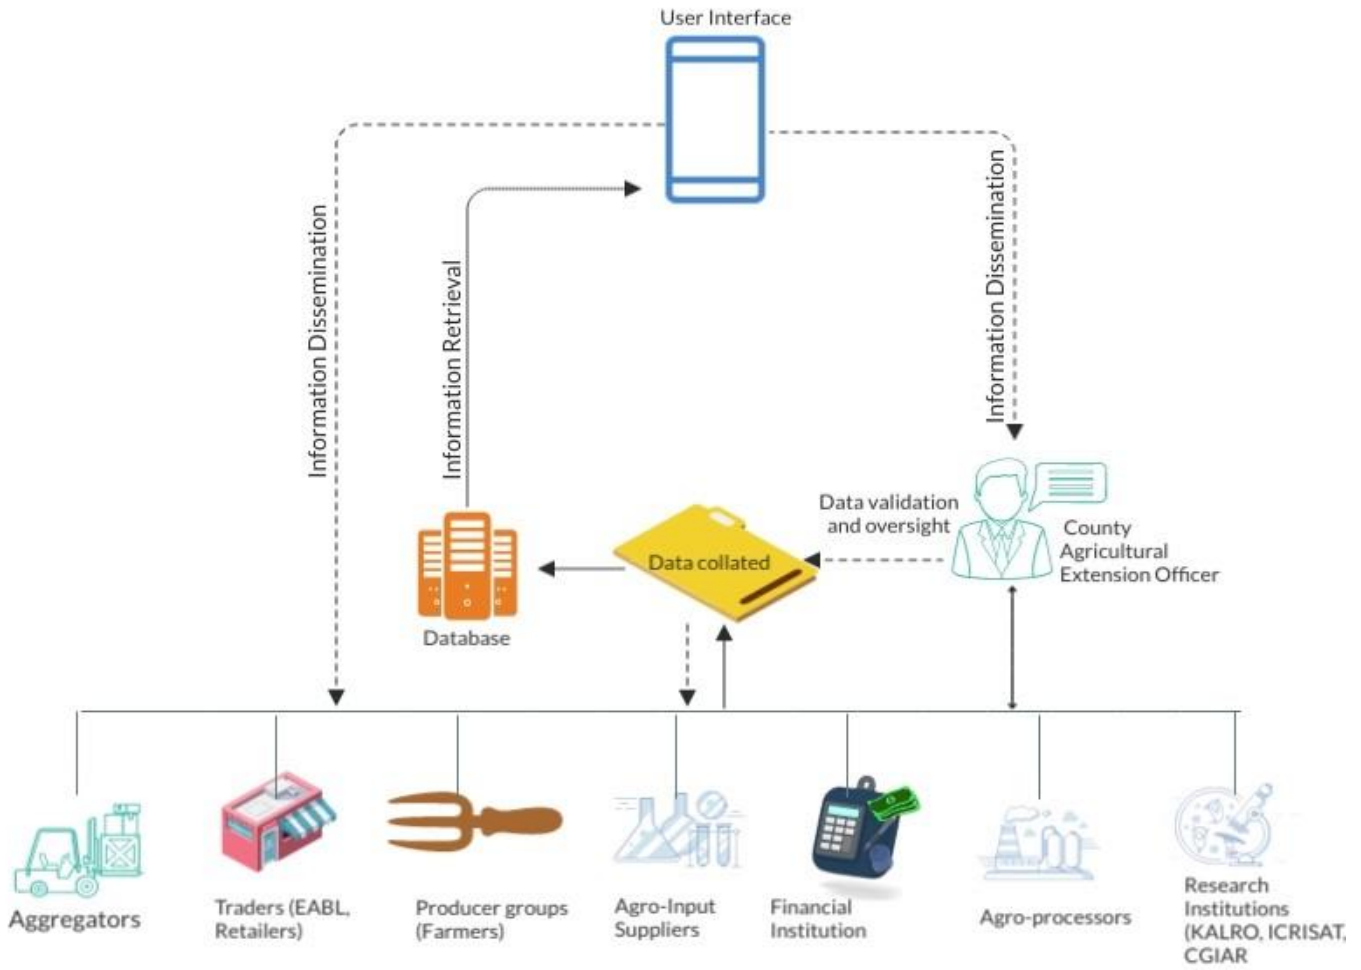 User Interface
Information Dissemination
Information Retrieval
Information Dissemination
Data validation
and oversight
County
Agricultural
Extension Officer
Data collated
Database
Aggregators
Traders (EABL,
Retailers)
Producer groups
(Farmers)
Agro-Input
Suppliers
Financial
Institution
Agro-processors
Research
Institutions
(KALRO, ICRISAT,
CGIAR